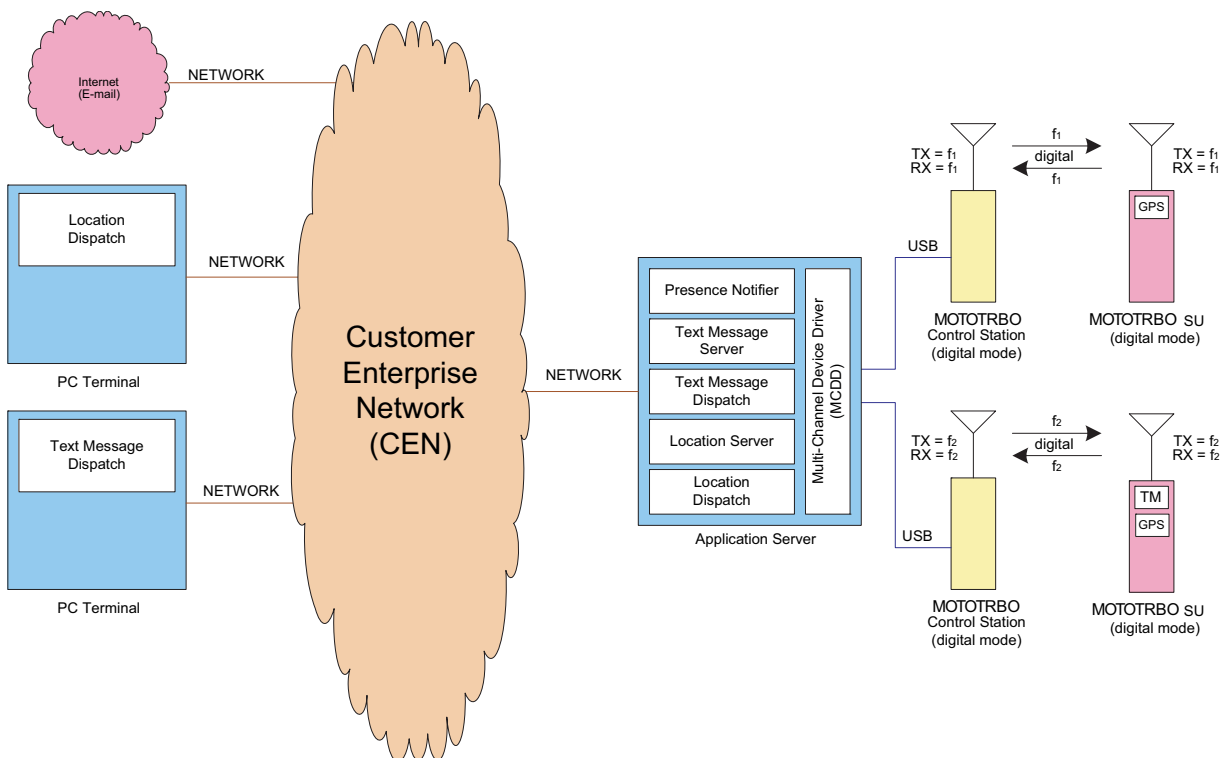 Internet
(E-mail)
NETWORK
Location
Dispatch
NETWORK
PC Terminal
Text Message
Dispatch
NETWORK
PC Terminal
Customer
Enterprise
Network
(CEN)
NETWORK
Presence Notifier
Text Message
Server
Text Message
Dispatch
Location Server
Location
Dispatch
Multi-Channel Device Driver
(MCDD)
Application Server
USB
TX = f1
RX = f1
f1
digital
f1
TX = f1
RX = f1
GPS
MOTOTRBO
Control Station
(digital mode)
MOTOTRBO SU
(digital mode)
USB
TX = f2
RX = f2
f2
digital
f2
TX = f2
RX = f2
TM
GPS
MOTOTRBO
Control Station
(digital mode)
MOTOTRBO SU
(digital mode)